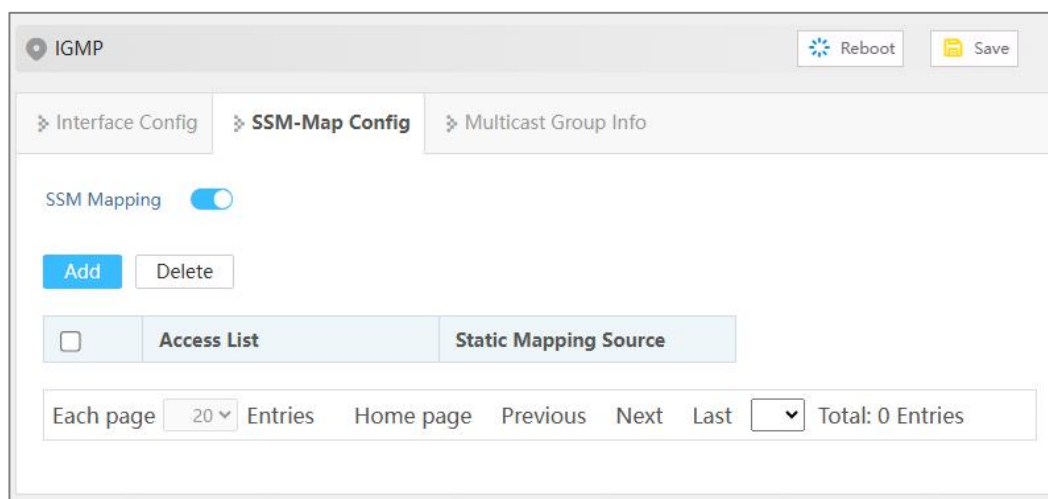 IGMP Reboot Save
Interface Config SSM-Map Config Multicast Group Info
SSM Mapping
Add Delete
Access List Static Mapping Source
Each page 20 Entries Home page Previous Next Last Total: 0 Entries